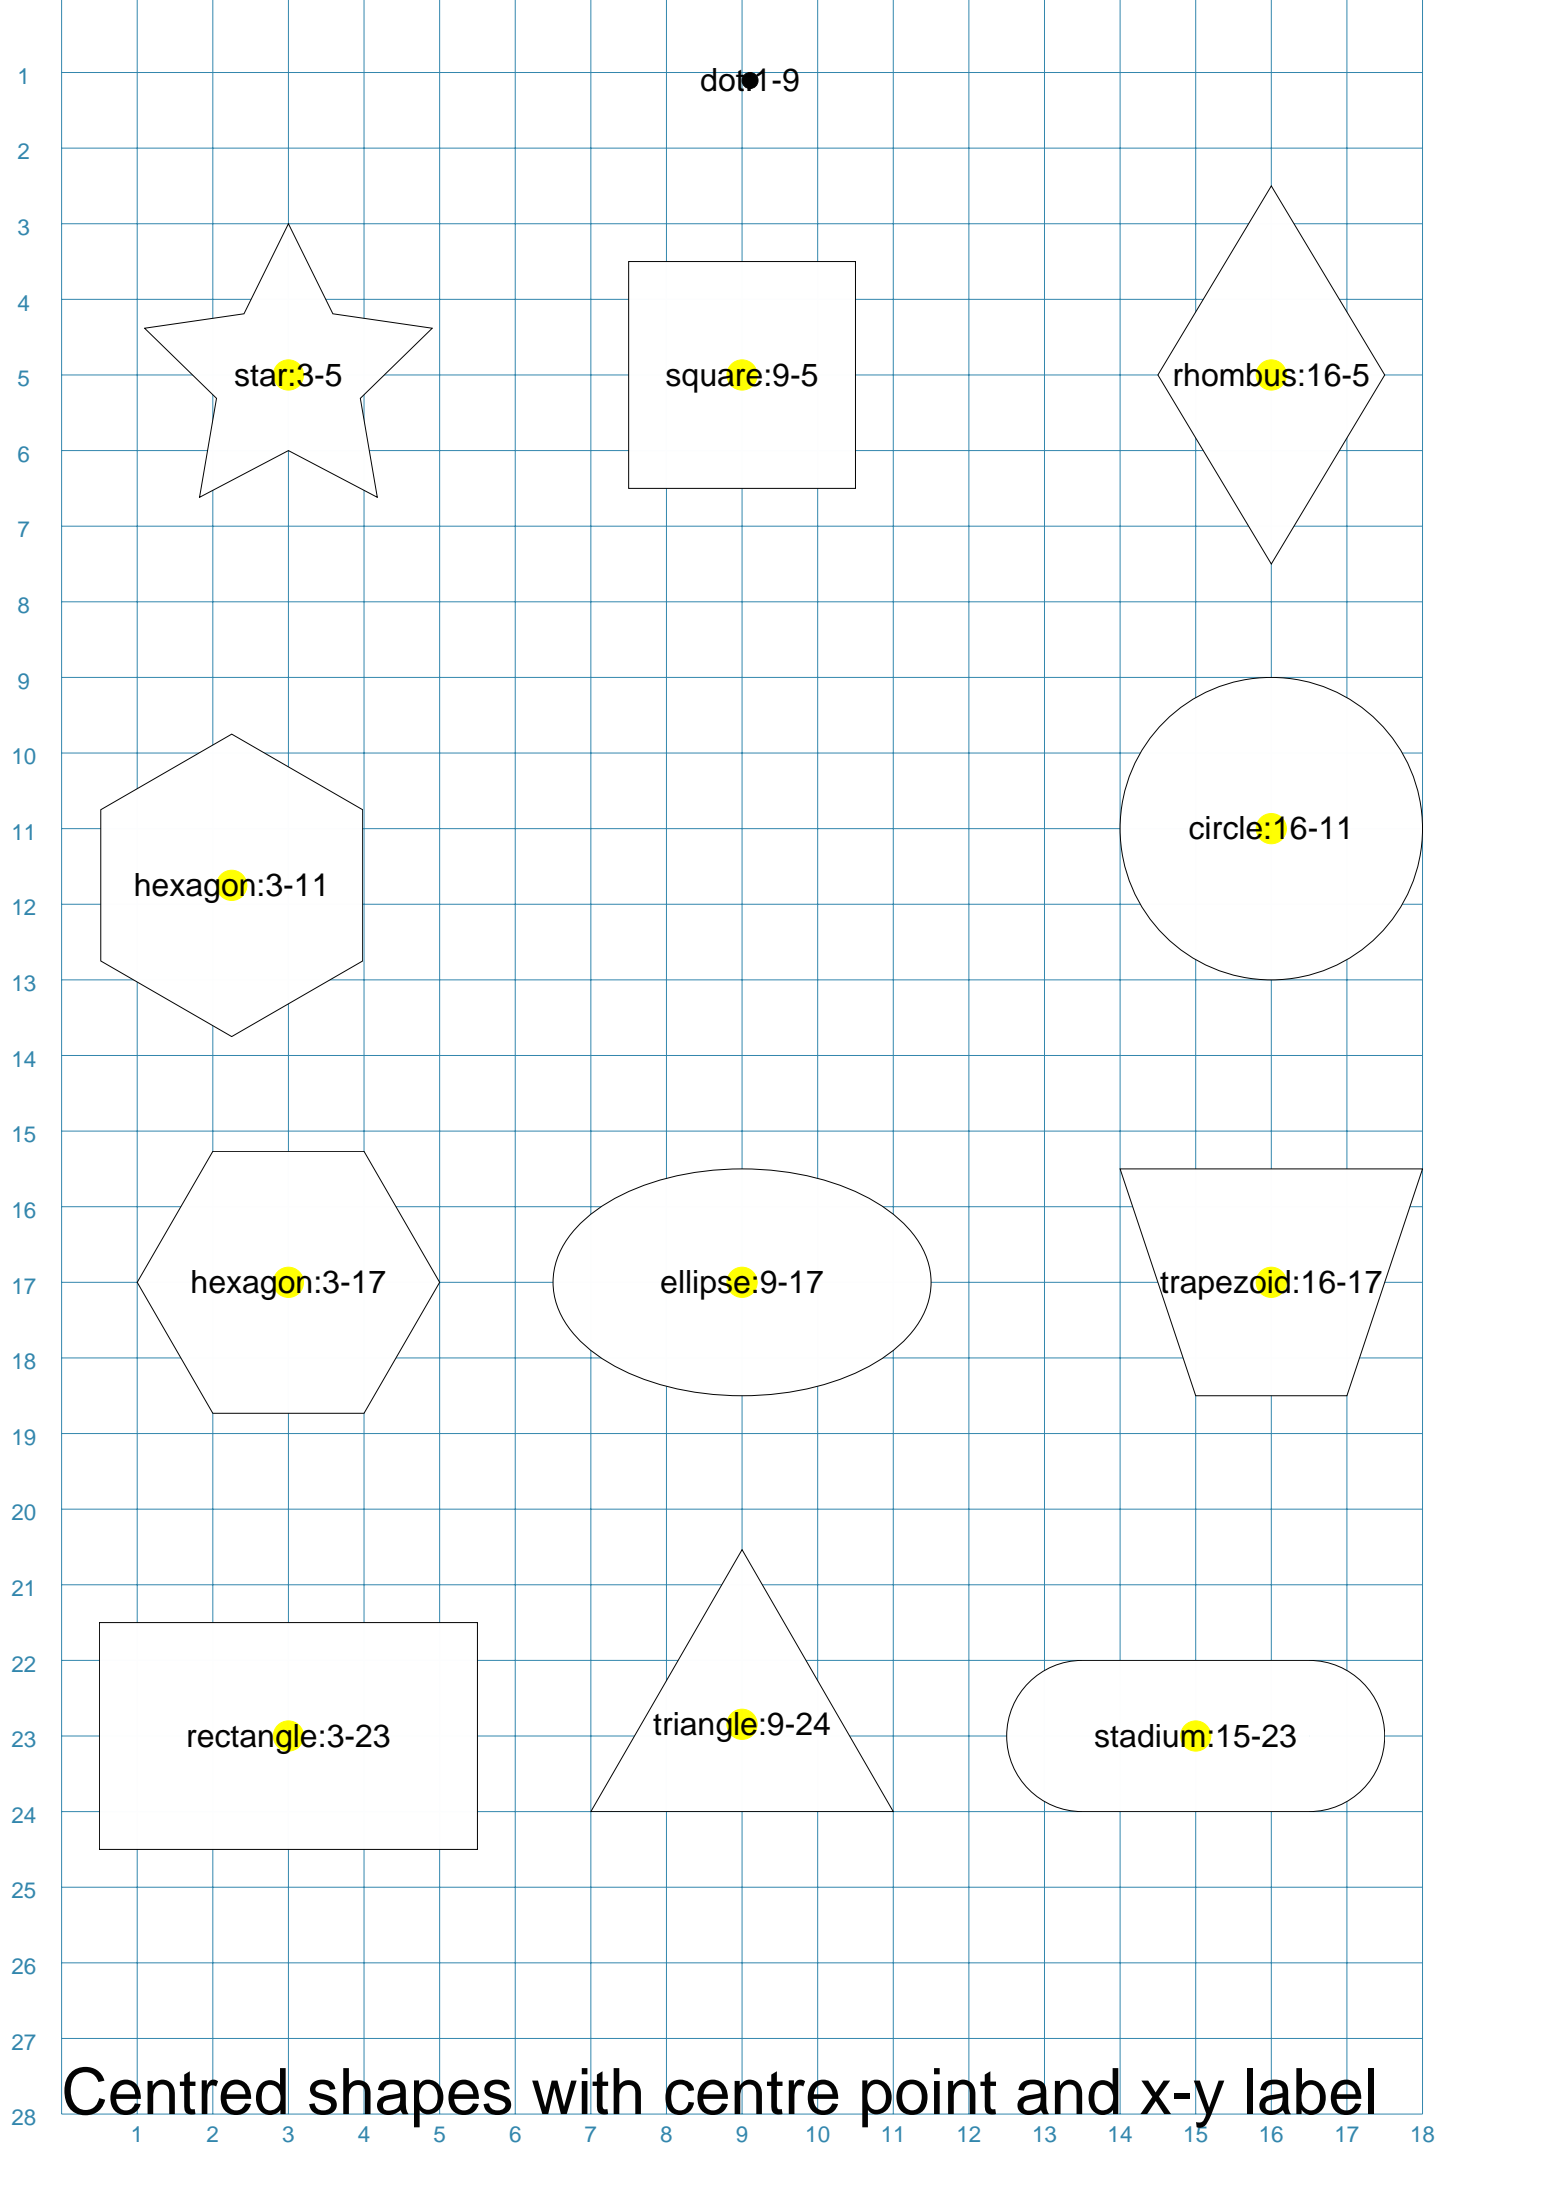 1
dot:1-9
2
3
4
star:3-5
square:9-5
rhombus:16-5
5
6
7
8
9
10
11
circle:16-11
hexagon:3-11
12
13
14
15
16
17
hexagon:3-17
ellipse:9-17
trapezoid:16-17
18
19
20
21
22
23
rectangle:3-23
triangle:9-24
stadium:15-23
24
25
26
27
Centred shapes with centre point and x-y label
28
1 2 3 4 5 6 7 8 9 10 11 12 13 14 15 16 17 18